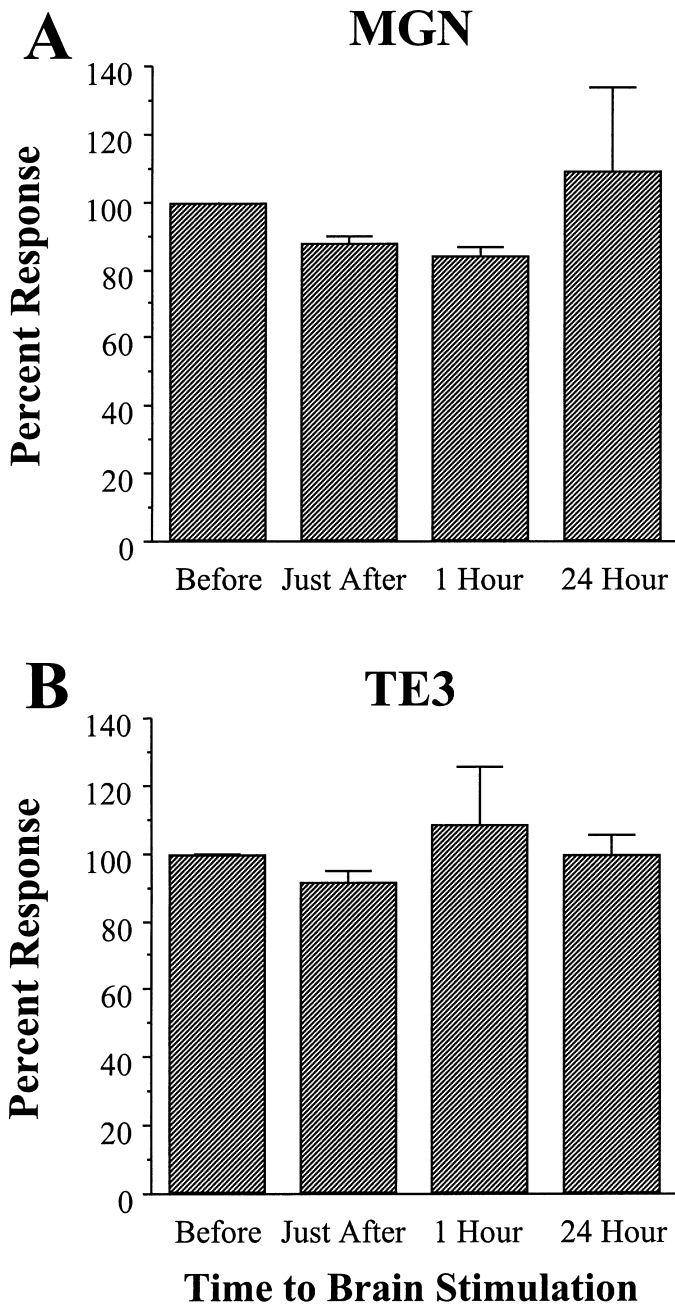 A
MGN
Percent Response
140
120
100
80
60
40
20
0
Before Just After 1 Hour 24 Hour
B
TE3
Percent Response
140
120
100
80
60
40
20
0
Before Just After 1 Hour 24 Hour
Time to Brain Stimulation